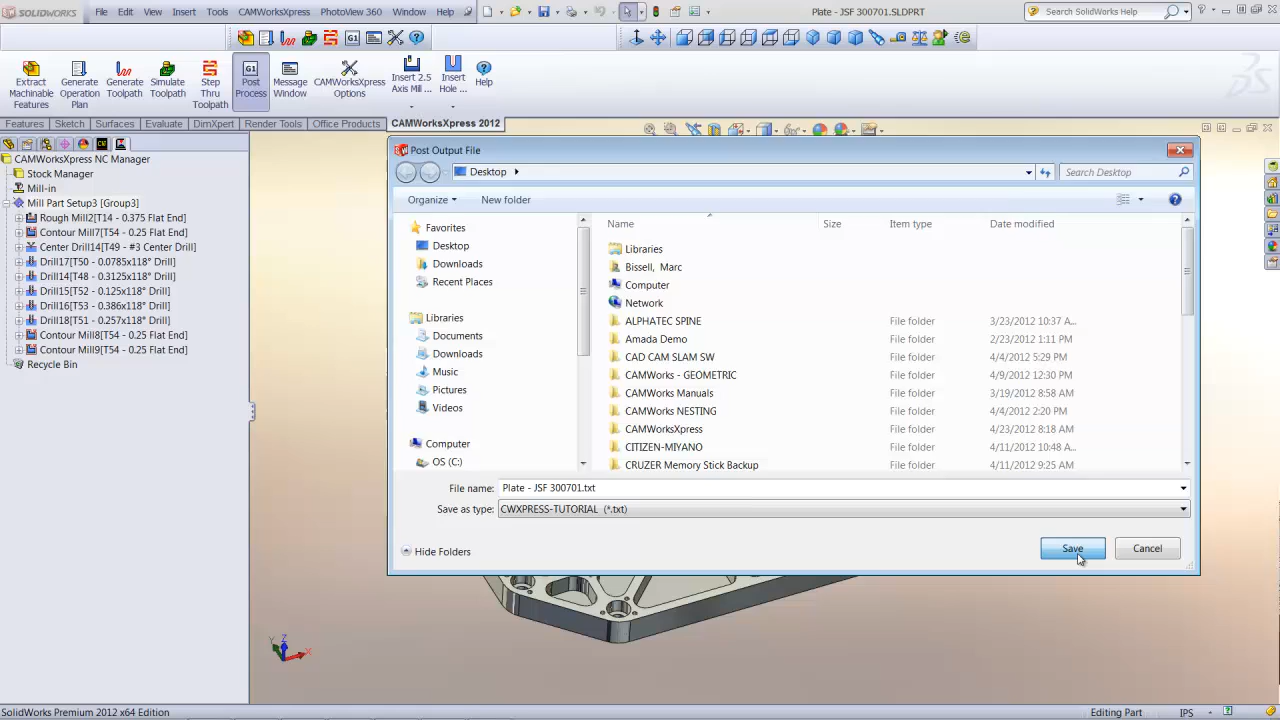 SOLIDWORKS File Edit View Insert Tools CAMWorksXpress PhotoView 360 Window Help Plate - JSF 300701.SLDPRT Search SolidWorks Help
Extract Machinable Features
Generate Operation Plan
Generate Toolpath
Simulate Toolpath
Step Thru Toolpath
G1 Post Process
Message Window
CAMWorksXpress Options
Insert 2.5 Axis Mill ...
Insert Hole ...
Help
Features Sketch Surfaces Evaluate DimXpert Render Tools Office Products CAMWorksXpress 2012
CAMWorksXpress NC Manager
Stock Manager
Mill-in
Mill Part Setup3 [Group3]
Rough Mill2[T14 - 0.375 Flat End]
Contour Mill7[T54 - 0.25 Flat End]
Center Drill14[T49 - #3 Center Drill]
Drill17[T50 - 0.0785x118° Drill]
Drill14[T48 - 0.3125x118° Drill]
Drill15[T52 - 0.125x118° Drill]
Drill16[T53 - 0.386x118° Drill]
Drill18[T51 - 0.257x118° Drill]
Contour Mill8[T54 - 0.25 Flat End]
Contour Mill9[T54 - 0.25 Flat End]
Recycle Bin
Post Output File
Desktop
Search Desktop
Organize New folder
Favorites
Desktop
Downloads
Recent Places
Libraries
Documents
Downloads
Music
Pictures
Videos
Computer
OS (C:)
Name Size Item type Date modified
Libraries
Bissell, Marc
Computer
Network
ALPHATEC SPINE File folder 3/23/2012 10:37 A...
Amada Demo File folder 2/23/2012 1:11 PM
CAD CAM SLAM SW File folder 4/4/2012 5:29 PM
CAMWorks - GEOMETRIC File folder 4/9/2012 12:30 PM
CAMWorks Manuals File folder 3/19/2012 8:58 AM
CAMWorks NESTING File folder 4/4/2012 2:20 PM
CAMWorksXpress File folder 4/23/2012 8:18 AM
CITIZEN-MIYANO File folder 4/11/2012 10:48 A...
CRUZER Memory Stick Backup File folder 4/11/2012 9:25 AM
File name: Plate - JSF 300701.txt
Save as type: CWXPRESS-TUTORIAL (*.txt)
Hide Folders Save Cancel
Y Z X
SolidWorks Premium 2012 x64 Edition Editing Part IPS